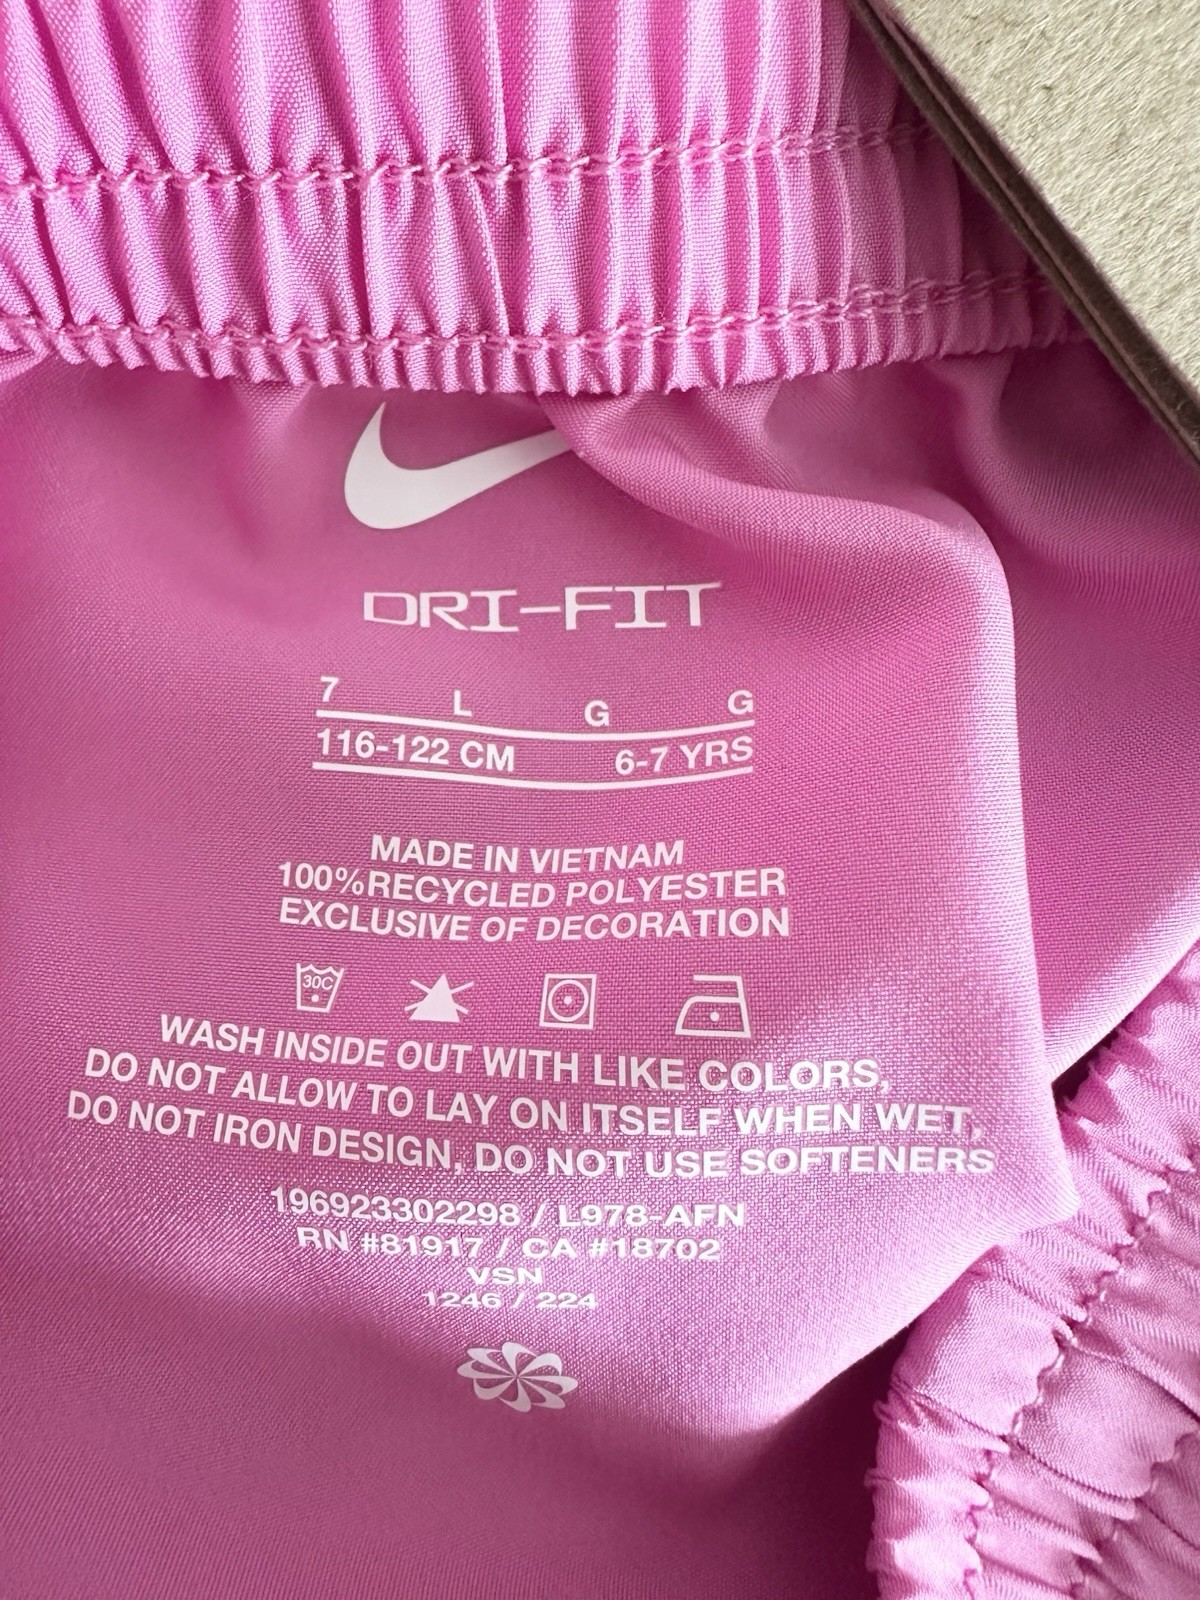 DRI-FIT
7 L G G
116-122 CM 6-7 YRS
MADE IN VIETNAM
100%RECYCLED POLYESTER
EXCLUSIVE OF DECORATION
30C
WASH INSIDE OUT WITH LIKE COLORS,
DO NOT ALLOW TO LAY ON ITSELF WHEN WET,
DO NOT IRON DESIGN, DO NOT USE SOFTENERS
196923302298 / L978-AFN
RN #81917 / CA #18702
VSN
1246 / 224